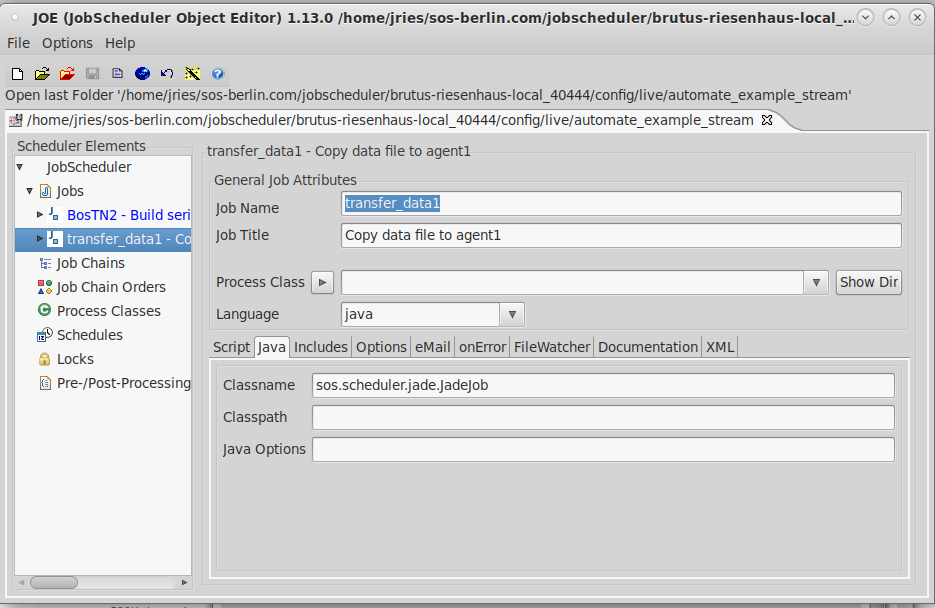 JOE (JobScheduler Object Editor) 1.13.0 /home/jries/sos-berlin.com/jobscheduler/brutus-riesenhaus-local_...
File Options Help
Open last Folder '/home/jries/sos-berlin.com/jobscheduler/brutus-riesenhaus-local_40444/config/live/automate_example_stream'
/home/jries/sos-berlin.com/jobscheduler/brutus-riesenhaus-local_40444/config/live/automate_example_stream
Scheduler Elements
JobScheduler
Jobs
BosTN2 - Build seri
transfer_data1 - Co
Job Chains
Job Chain Orders
Process Classes
Schedules
Locks
Pre-/Post-Processing
transfer_data1 - Copy data file to agent1
General Job Attributes
Job Name transfer_data1
Job Title Copy data file to agent1
Process Class Show Dir
Language java
Script Java Includes Options eMail onError FileWatcher Documentation XML
Classname sos.scheduler.jade.JadeJob
Classpath
Java Options